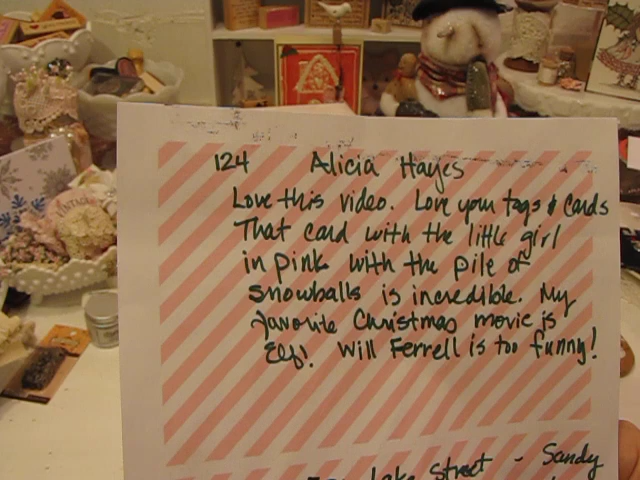 124 Alicia Hayes
Love this video. Love your tags & cards
That card with the little girl
in pink with the pile of
snowballs is incredible. My
favorite Christmas movie is
Elf! Will Ferrell is too funny!
Lake Street - Sandy